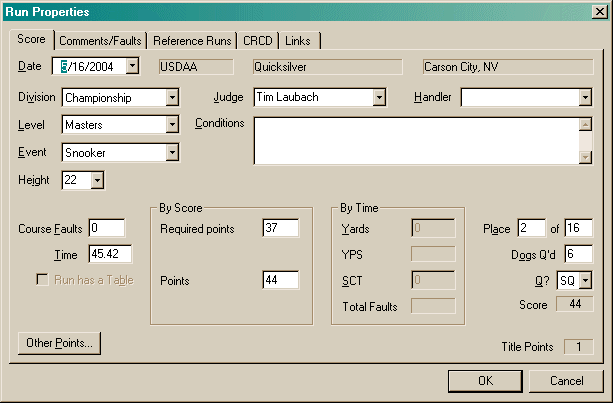 Run Properties
Score Comments/Faults Reference Runs CRCD Links
Date 5/16/2004 USDAA Quicksilver Carson City, NV
Division Championship Judge Tim Laubach Handler
Level Masters Conditions
Event Snooker
Height 22
By Score By Time
Course Faults 0 Required points 37 Yards 0 Place 2 of 16
Time 45.42 YPS Dogs Q'd 6
Run has a Table Points 44 SCT 0 Q? SQ
Total Faults Score 44
Other Points... Title Points 1
OK Cancel